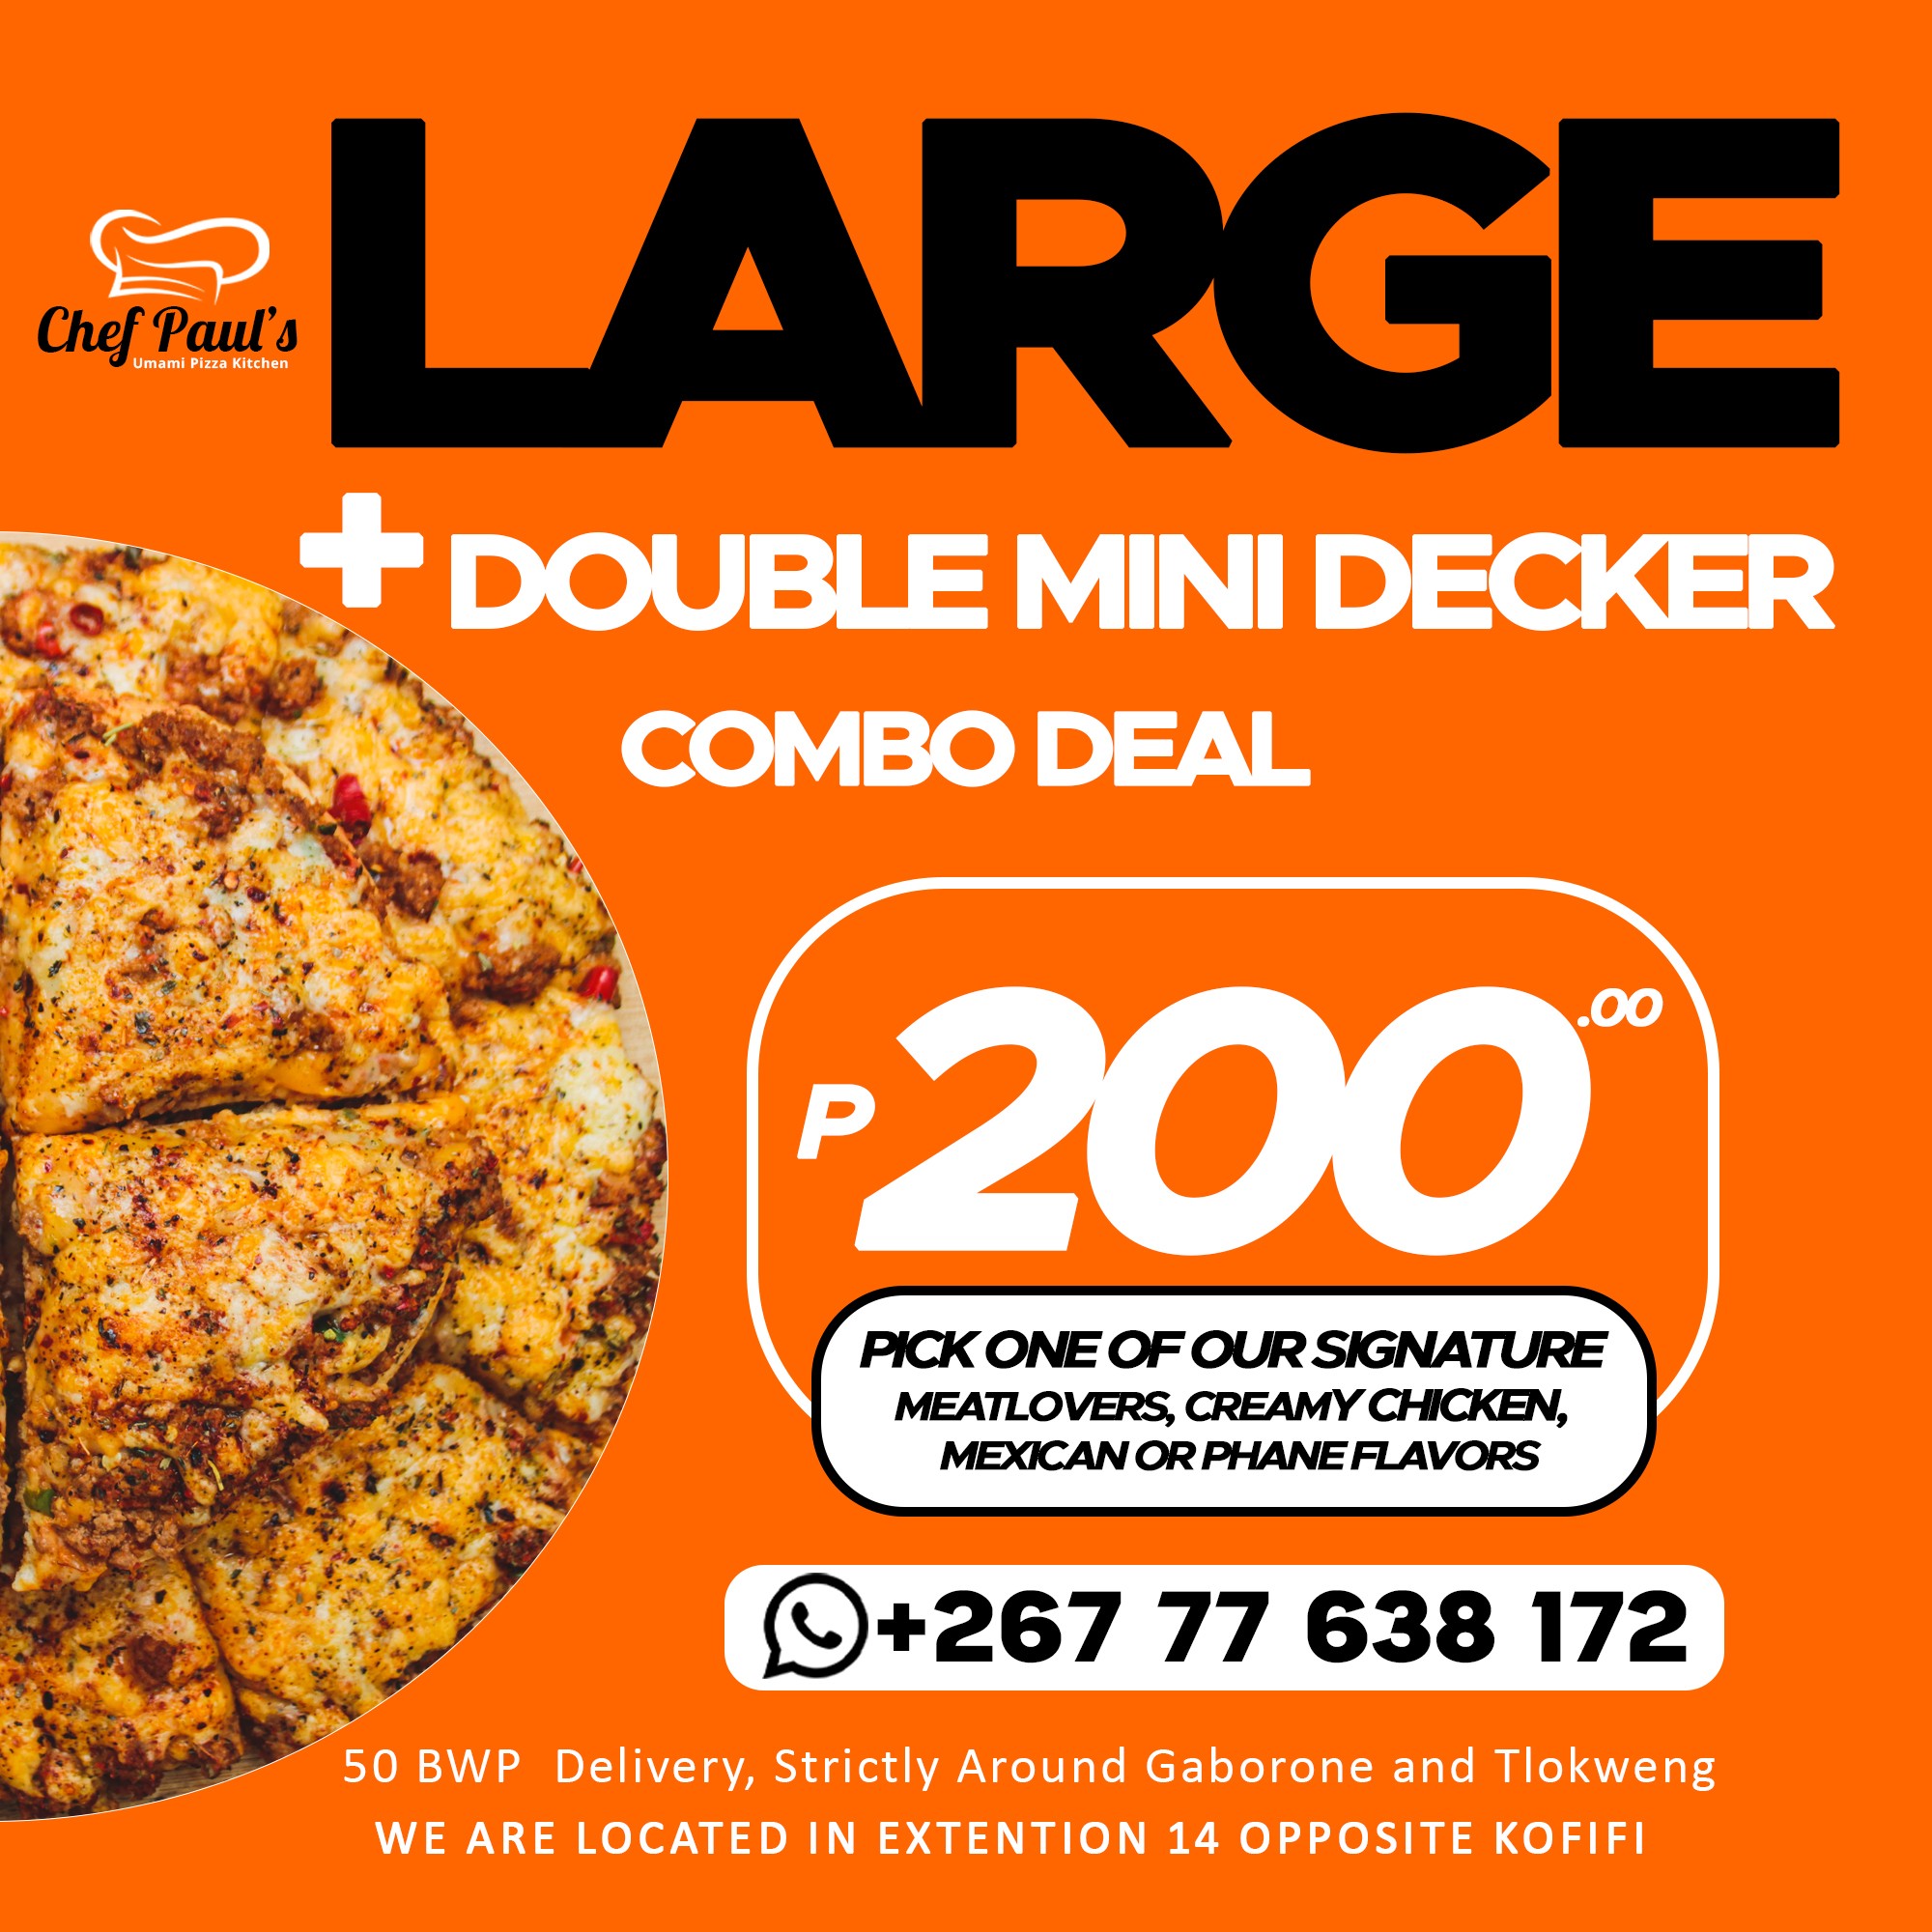 LARGE
Chef Paul's
Umami Pizza Kitchen
+ DOUBLE MINI DECKER
COMBO DEAL
P200.00
PICK ONE OF OUR SIGNATURE
MEATLOVERS, CREAMY CHICKEN,
MEXICAN OR PHANE FLAVORS
+267 77 638 172
50 BWP Delivery, Strictly Around Gaborone and Tlokweng
WE ARE LOCATED IN EXTENTION 14 OPPOSITE KOFIFI